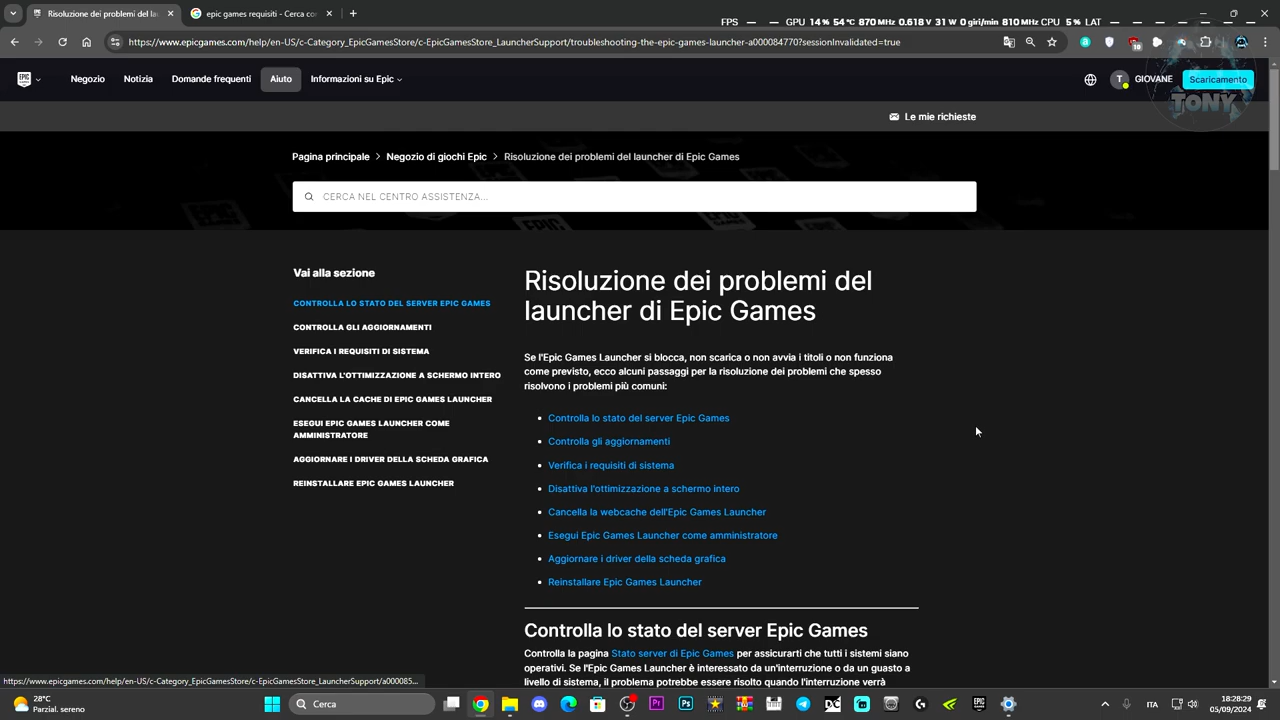 Risoluzione dei problemi del l
epic games requisiti - Cerca co
FPS — — GPU 14 % 54 °C 870 MHz 0.618 V 31 W 0 giri/min 810 MHz CPU 5 % LAT — — — — —
https://www.epicgames.com/help/en-US/c-Category_EpicGamesStore/c-EpicGamesStore_LauncherSupport/troubleshooting-the-epic-games-launcher-a000084770?sessionInvalidated=true
18
EPIC Negozio Notizia Domande frequenti Aiuto Informazioni su Epic T GIOVANE Scaricamento
TONY
Le mie richieste
Pagina principale > Negozio di giochi Epic > Risoluzione dei problemi del launcher di Epic Games
CERCA NEL CENTRO ASSISTENZA...
Vai alla sezione
CONTROLLA LO STATO DEL SERVER EPIC GAMES
CONTROLLA GLI AGGIORNAMENTI
VERIFICA I REQUISITI DI SISTEMA
DISATTIVA L'OTTIMIZZAZIONE A SCHERMO INTERO
CANCELLA LA CACHE DI EPIC GAMES LAUNCHER
ESEGUI EPIC GAMES LAUNCHER COME
AMMINISTRATORE
AGGIORNARE I DRIVER DELLA SCHEDA GRAFICA
REINSTALLARE EPIC GAMES LAUNCHER
Risoluzione dei problemi del
launcher di Epic Games
Se l'Epic Games Launcher si blocca, non scarica o non avvia i titoli o non funziona
come previsto, ecco alcuni passaggi per la risoluzione dei problemi che spesso
risolvono i problemi più comuni:
Controlla lo stato del server Epic Games
Controlla gli aggiornamenti
Verifica i requisiti di sistema
Disattiva l'ottimizzazione a schermo intero
Cancella la webcache dell'Epic Games Launcher
Esegui Epic Games Launcher come amministratore
Aggiornare i driver della scheda grafica
Reinstallare Epic Games Launcher
Controlla lo stato del server Epic Games
Controlla la pagina Stato server di Epic Games per assicurarti che tutti i sistemi siano
operativi. Se l'Epic Games Launcher è interessato da un'interruzione o da un guasto a
livello di sistema, il problema potrebbe essere risolto quando l'interruzione verrà
https://www.epicgames.com/help/en-US/c-Category_EpicGamesStore/c-EpicGamesStore_LauncherSupport/a00085...
28°C
Parzial. sereno
Cerca
ITA
18:28:29
05/09/2024